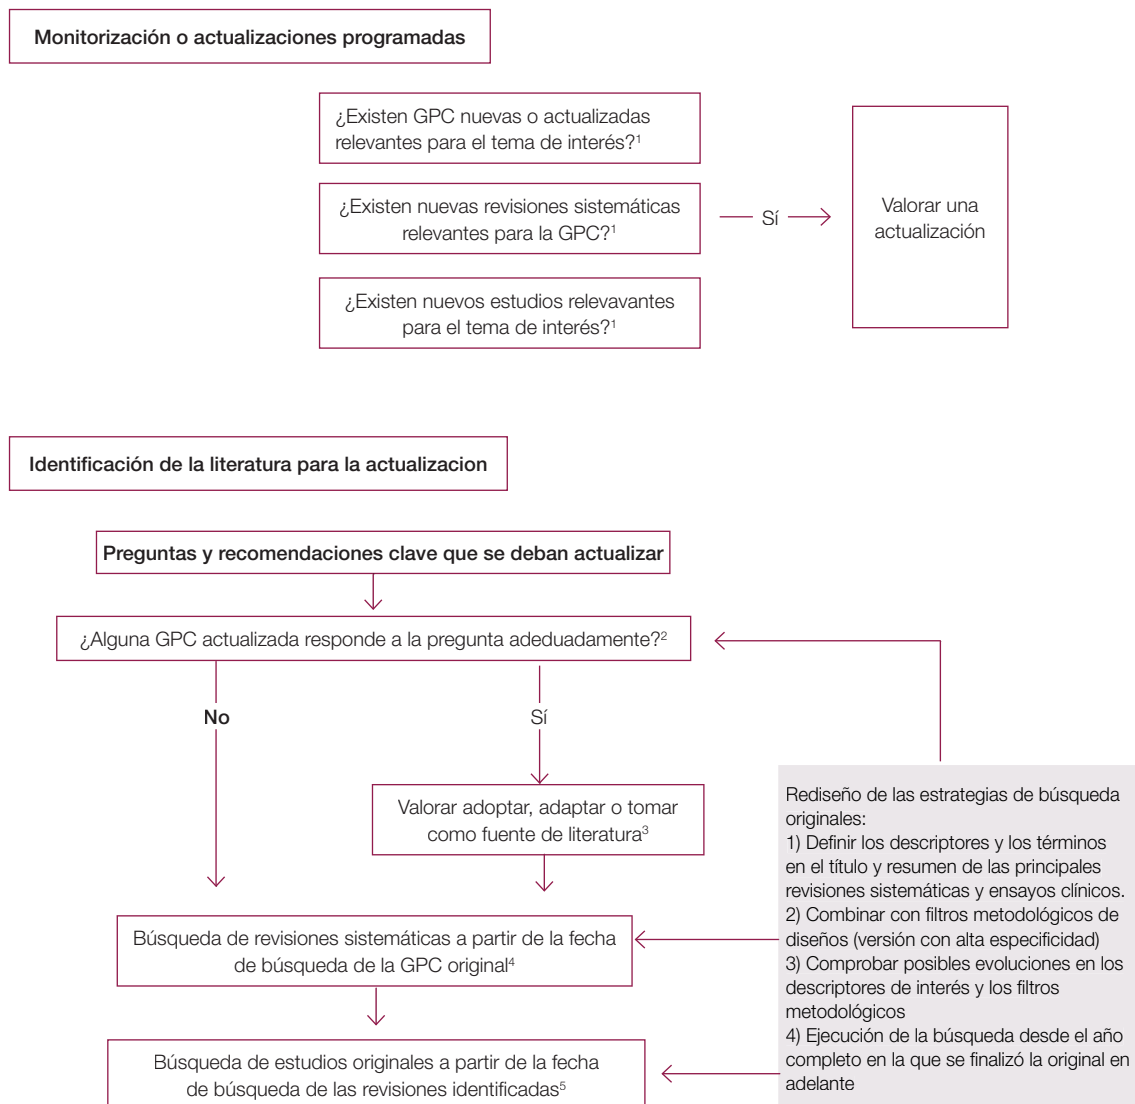 Monitorización o actualizaciones programadas
¿Existen GPC nuevas o actualizadas
relevantes para el tema de interés?¹
¿Existen nuevas revisiones sistemáticas
relevantes para la GPC?¹
Sí
Valorar una
actualización
¿Existen nuevos estudios relevavantes
para el tema de interés?¹
Identificación de la literatura para la actualizacion
Preguntas y recomendaciones clave que se deban actualizar
¿Alguna GPC actualizada responde a la pregunta adeduadamente?²
No
Sí
Valorar adoptar, adaptar o tomar
como fuente de literatura³
Búsqueda de revisiones sistemáticas a partir de la fecha
de búsqueda de la GPC original⁴
Búsqueda de estudios originales a partir de la fecha
de búsqueda de las revisiones identificadas⁵
Rediseño de las estrategias de búsqueda
originales:
1) Definir los descriptores y los términos
en el título y resumen de las principales
revisiones sistemáticas y ensayos clínicos.
2) Combinar con filtros metodológicos de
diseños (versión con alta especificidad)
3) Comprobar posibles evoluciones en los
descriptores de interés y los filtros
metodológicos
4) Ejecución de la búsqueda desde el año
completo en la que se finalizó la original en
adelante